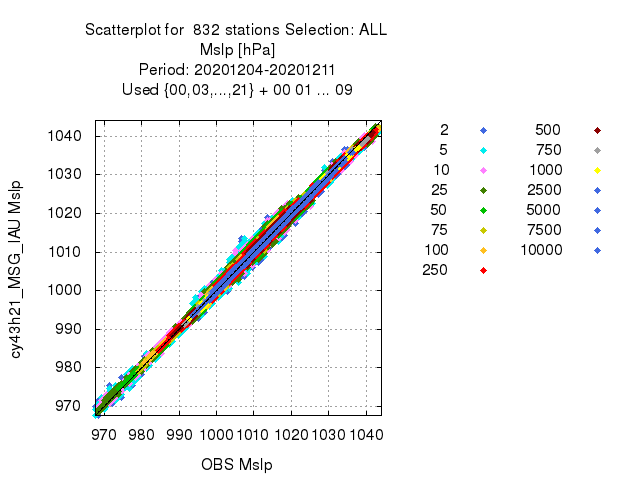 Scatterplot for 832 stations Selection: ALL
Mslp [hPa]
Period: 20201204-20201211
Used {00,03,...,21} + 00 01 ... 09
cy43h21_MSG_IAU Mslp
1040
1030
1020
1010
1000
990
980
970
970 980 990 1000 1010 1020 1030 1040
OBS Mslp
2 500
5 750
10 1000
25 2500
50 5000
75 7500
100 10000
250